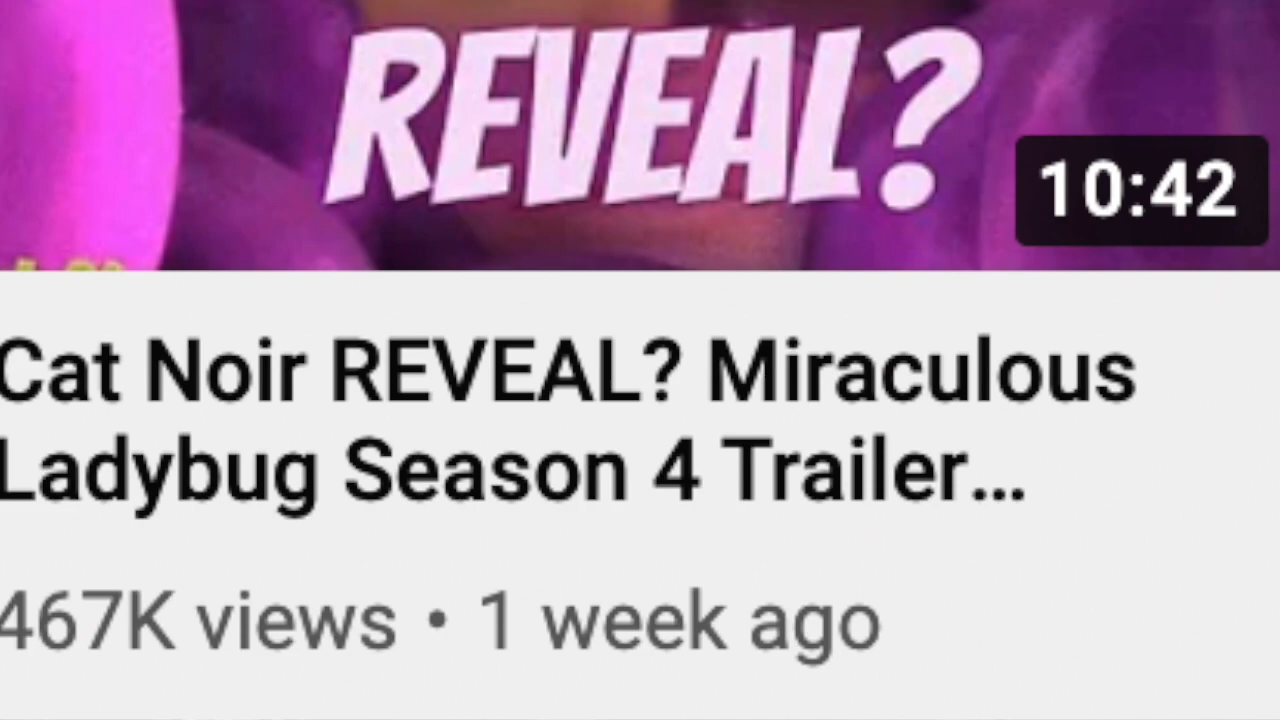 REVEAL?
10:42
Cat Noir REVEAL? Miraculous
Ladybug Season 4 Trailer...
467K views • 1 week ago